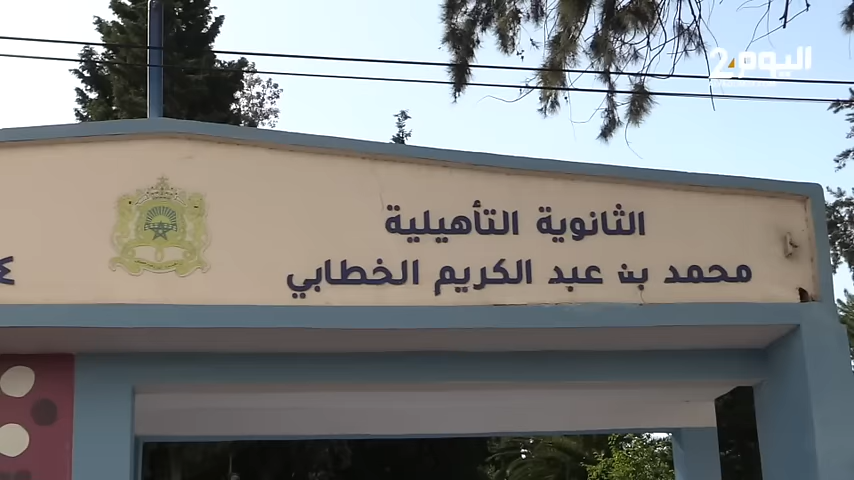 اليوم 24
الثانوية التأهيلية
محمد بن عبد الكريم الخطابي